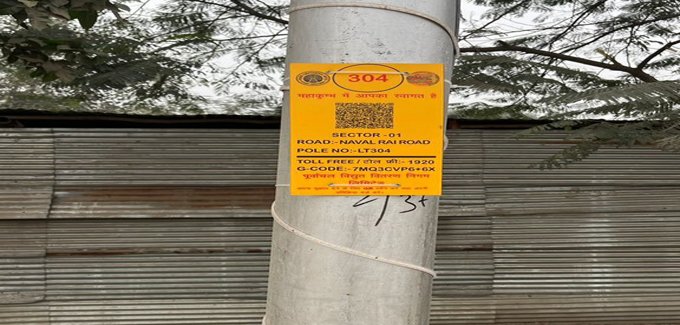 304
महाकुम्भ में आपका स्वागत है
SECTOR -01
ROAD:- NAVAL RAI ROAD
POLE NO:-LT304
TOLL FREE / टोल फ्री:- 1920
G-CODE:-7MQ3CVP6+6X
पूर्वांचल विद्युत वितरण निगम
लिमिटेड